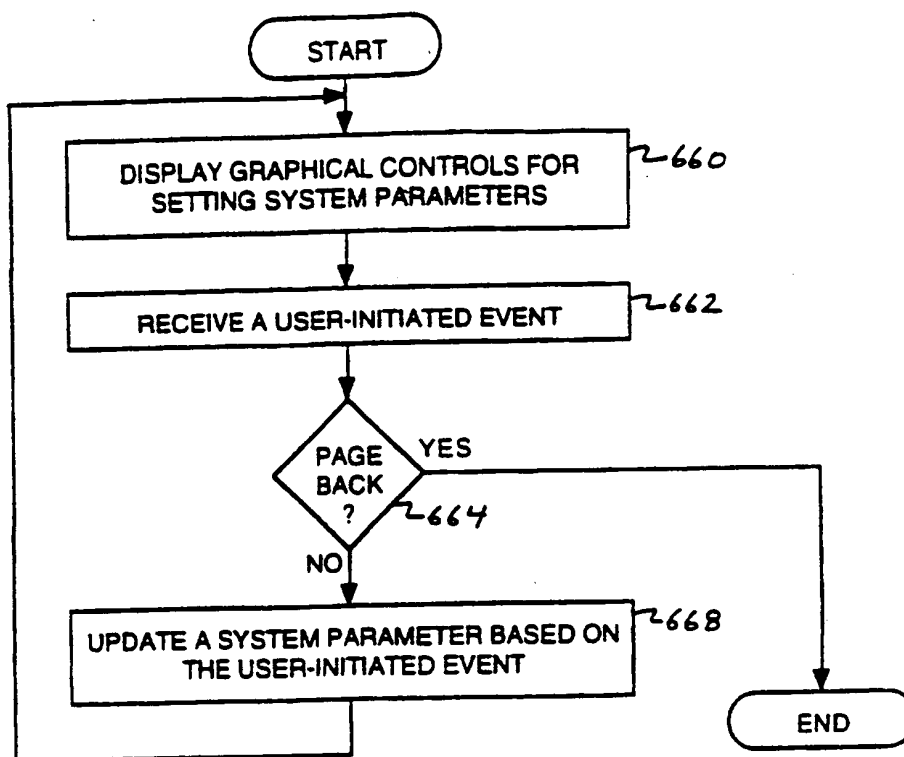 START
DISPLAY GRAPHICAL CONTROLS FOR
SETTING SYSTEM PARAMETERS
660
RECEIVE A USER-INITIATED EVENT
662
PAGE
BACK
?
YES
664
NO
UPDATE A SYSTEM PARAMETER BASED ON
THE USER-INITIATED EVENT
668
END